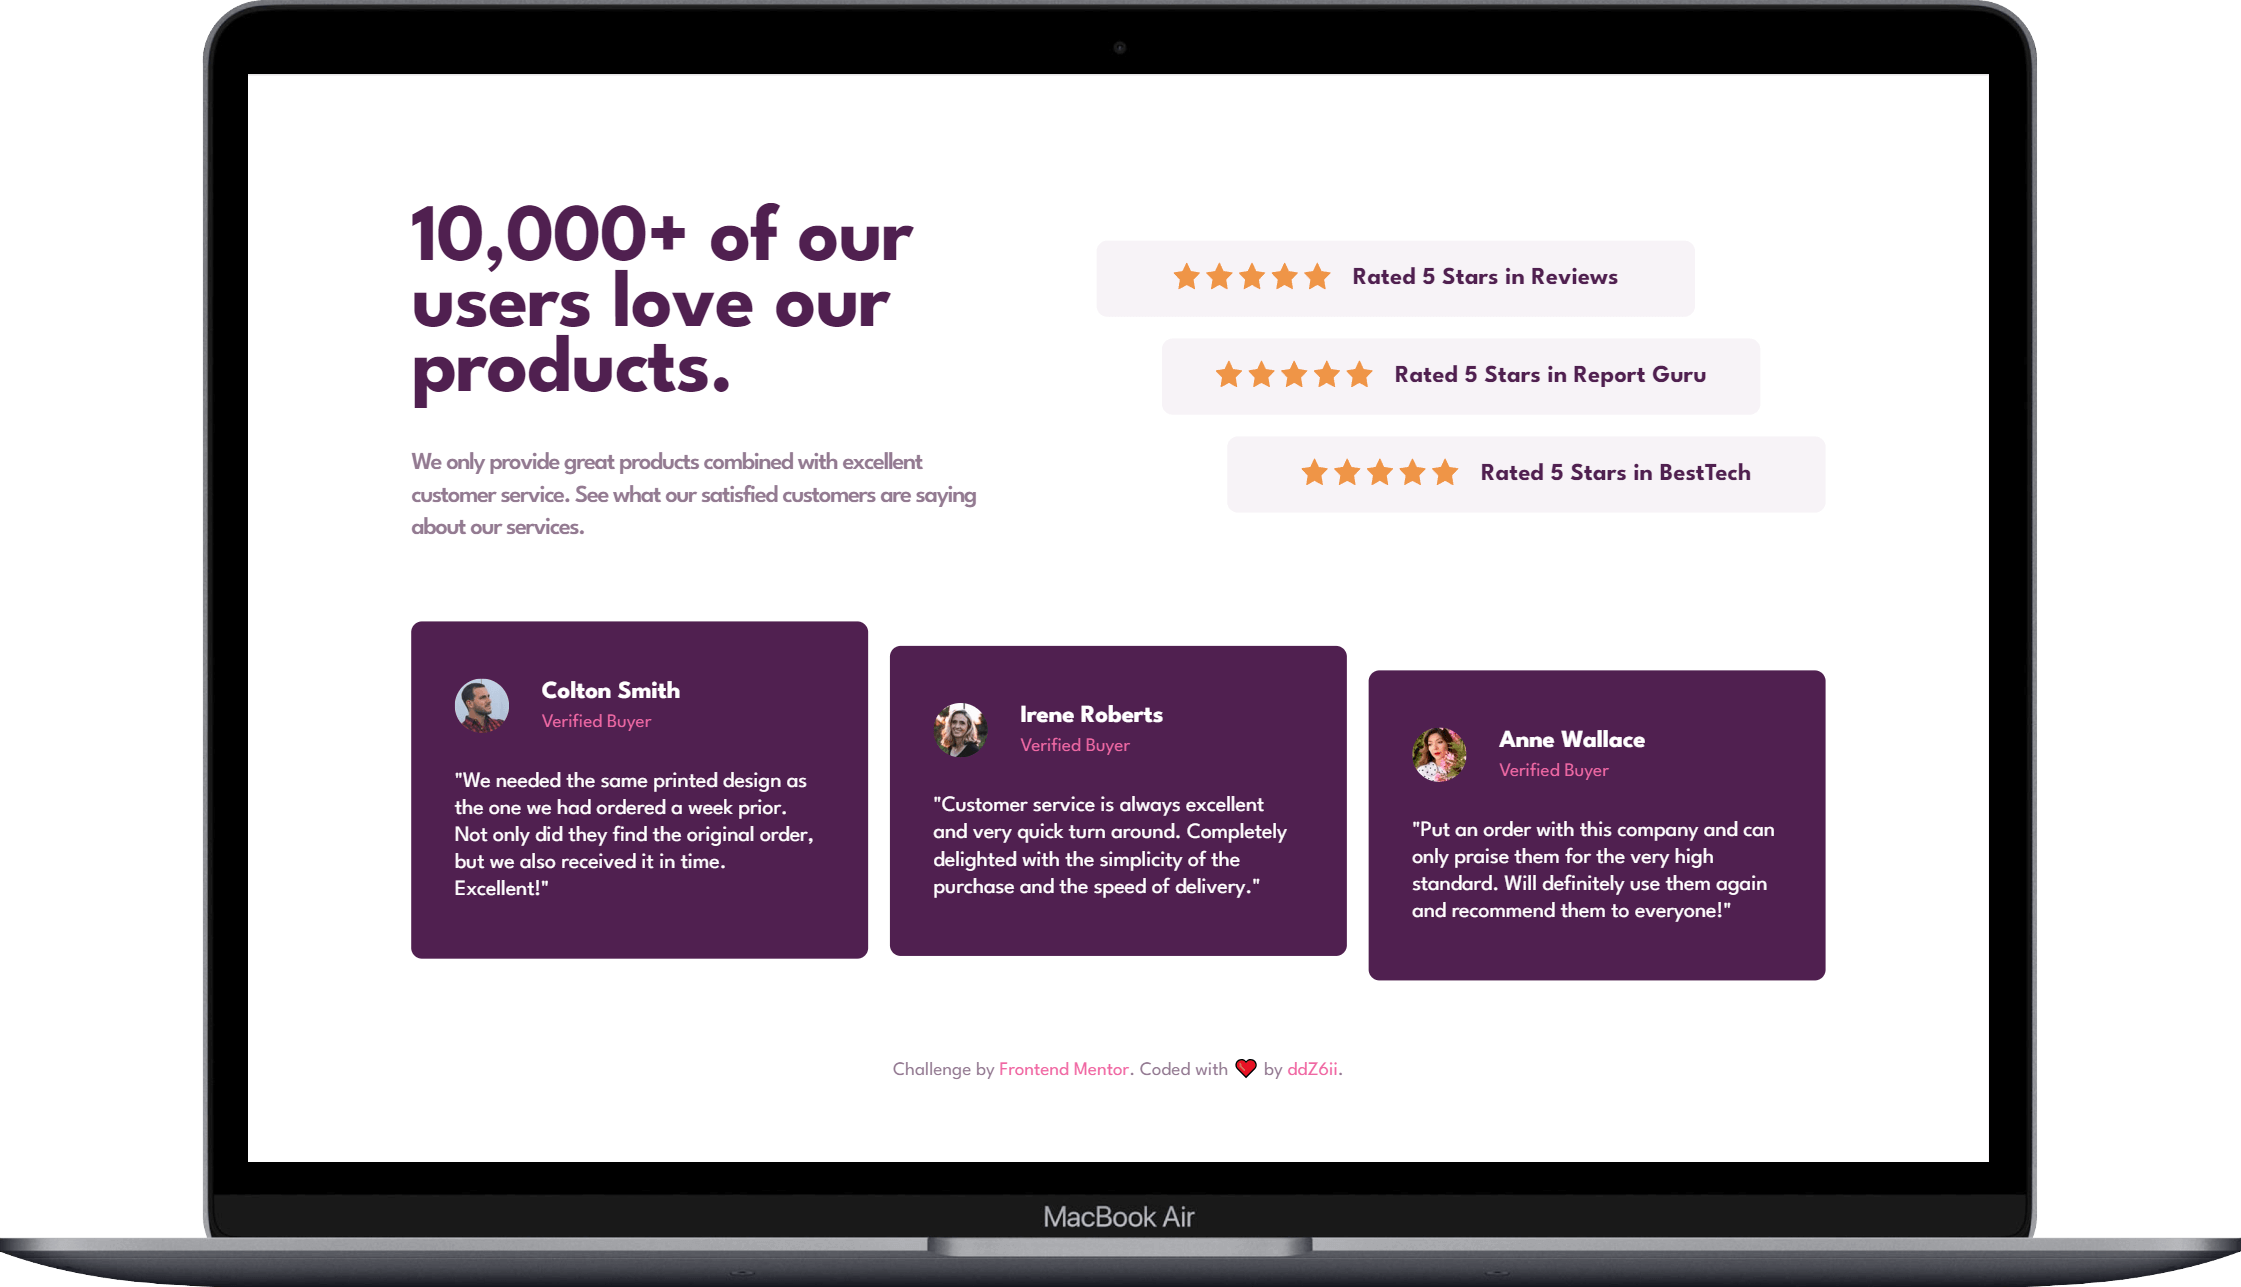 10,000+ of our
users love our
products.
We only provide great products combined with excellent
customer service. See what our satisfied customers are saying
about our services.
Rated 5 Stars in Reviews
Rated 5 Stars in Report Guru
Rated 5 Stars in BestTech
Colton Smith
Verified Buyer
"We needed the same printed design as
the one we had ordered a week prior.
Not only did they find the original order,
but we also received it in time.
Excellent!"
Irene Roberts
Verified Buyer
"Customer service is always excellent
and very quick turn around. Completely
delighted with the simplicity of the
purchase and the speed of delivery."
Anne Wallace
Verified Buyer
"Put an order with this company and can
only praise them for the very high
standard. Will definitely use them again
and recommend them to everyone!"
Challenge by Frontend Mentor. Coded with ❤️ by ddZ6ii.
MacBook Air